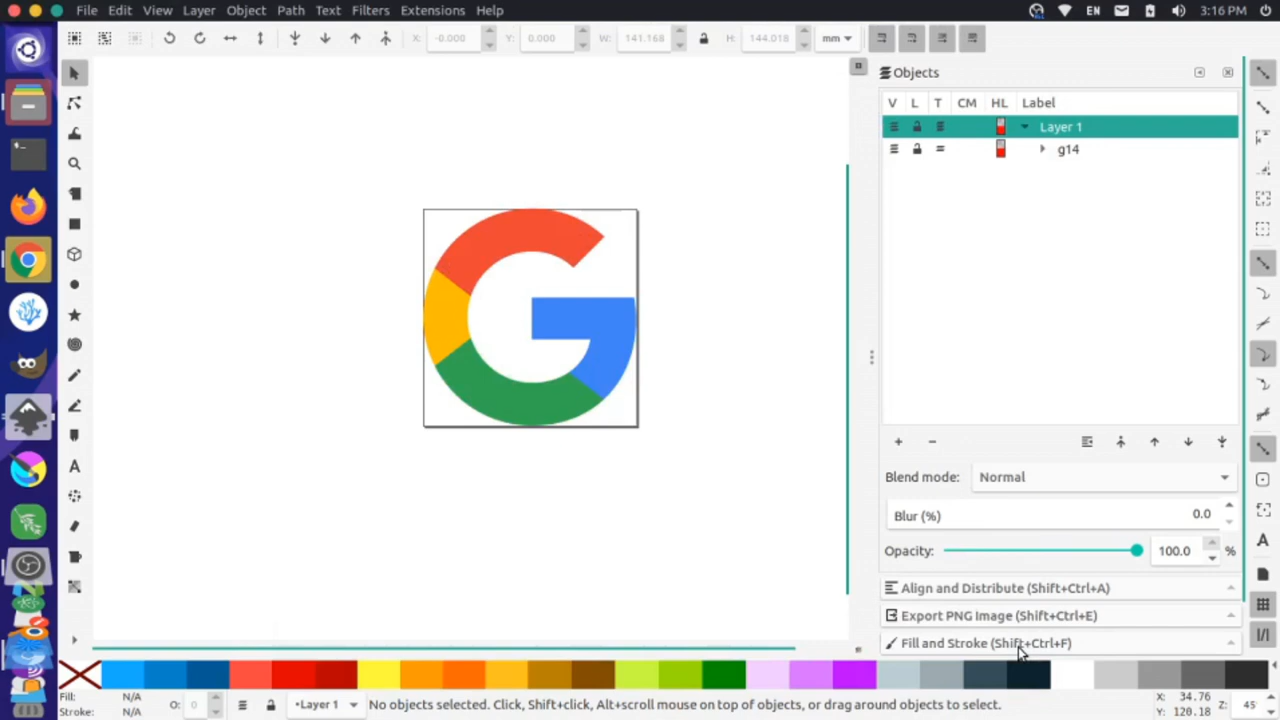 File Edit View Layer Object Path Text Filters Extensions Help EN 3:16 PM
X: -0.000 Y: 0.000 W: 141.168 H: 144.018 mm
Objects
V L T CM HL Label
Layer 1
g14
Blend mode: Normal
Blur (%) 0.0
Opacity: 100.0 %
Align and Distribute (Shift+Ctrl+A)
Export PNG Image (Shift+Ctrl+E)
Fill and Stroke (Shift+Ctrl+F)
Fill: N/A O: 0 •Layer 1 No objects selected. Click, Shift+click, Alt+scroll mouse on top of objects, or drag around objects to select. X: 34.76 Z: 45
Stroke: N/A Y: 120.18